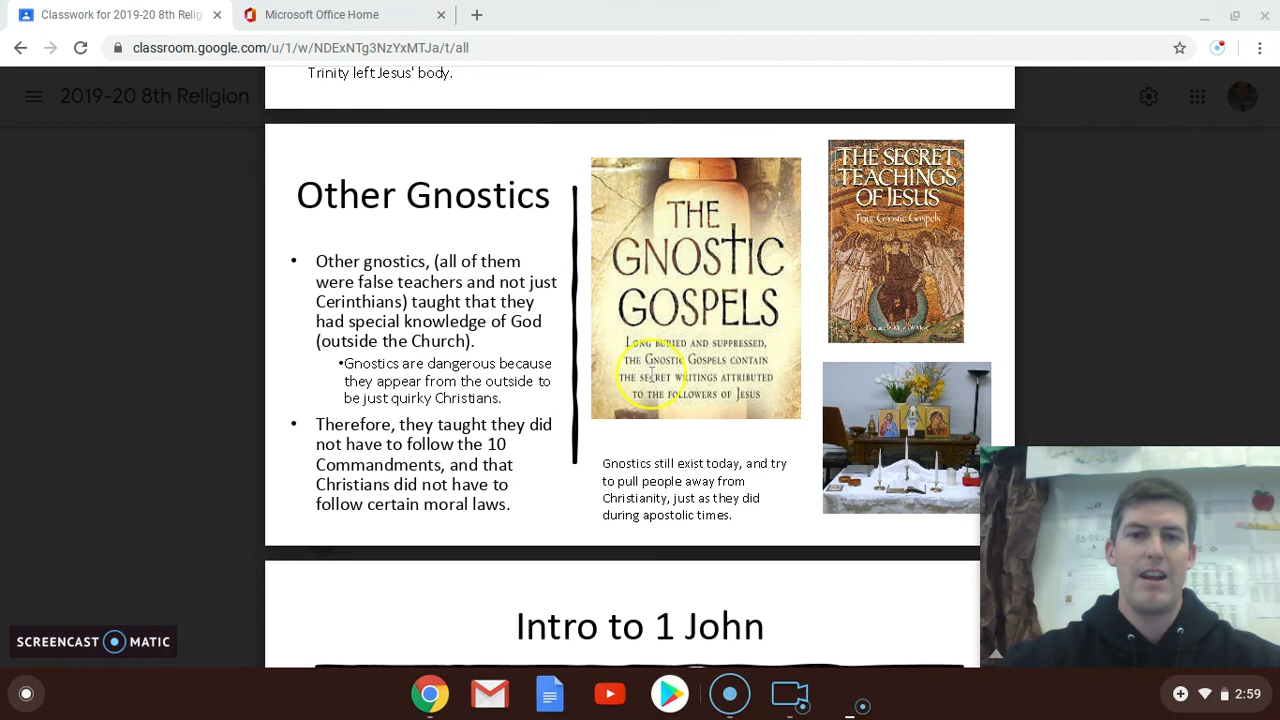 Classwork for 2019-20 8th Relig
Microsoft Office Home
classroom.google.com/u/1/w/NDExNTg3NzYxMTJa/t/all
2019-20 8th Religion
Trinity left Jesus' body.
Other Gnostics
• Other gnostics, (all of them
were false teachers and not just
Cerinthians) taught that they
had special knowledge of God
(outside the Church).
•Gnostics are dangerous because
they appear from the outside to
be just quirky Christians.
• Therefore, they taught they did
not have to follow the 10
Commandments, and that
Christians did not have to
follow certain moral laws.
THE
GNOSTIC
GOSPELS
LONG BURIED AND SUPPRESSED,
THE GNOSTIC GOSPELS CONTAIN
THE SECRET WRITINGS ATTRIBUTED
TO THE FOLLOWERS OF JESUS
THE SECRET
TEACHINGS
OF JESUS
Four Gnostic Gospels
Gnostics still exist today, and try
to pull people away from
Christianity, just as they did
during apostolic times.
Intro to 1 John
SCREENCAST MATIC
2:59